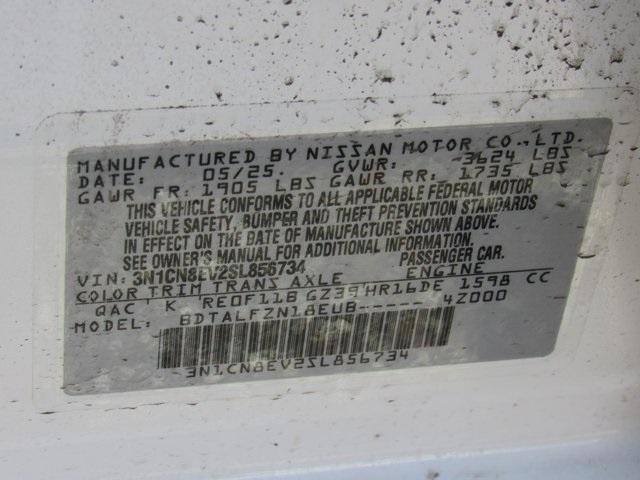 MANUFACTURED BY NISSAN MOTOR CO., LTD.
DATE: 05/25. GVWR: 3624 LBS
GAWR FR: 1905 LBS GAWR RR: 1735 LBS
THIS VEHICLE CONFORMS TO ALL APPLICABLE FEDERAL MOTOR
VEHICLE SAFETY, BUMPER AND THEFT PREVENTION STANDARDS
IN EFFECT ON THE DATE OF MANUFACTURE SHOWN ABOVE.
SEE OWNER'S MANUAL FOR ADDITIONAL INFORMATION.
VIN: 3N1CN8EV2SL856734 PASSENGER CAR.
COLOR TRIM TRANS AXLE ENGINE
QAC K RE0F11B GZ39 HR16DE 1598 CC
MODEL: BDTALFZN18EUB----- 4Z000
3N1CN8EV2SL856734